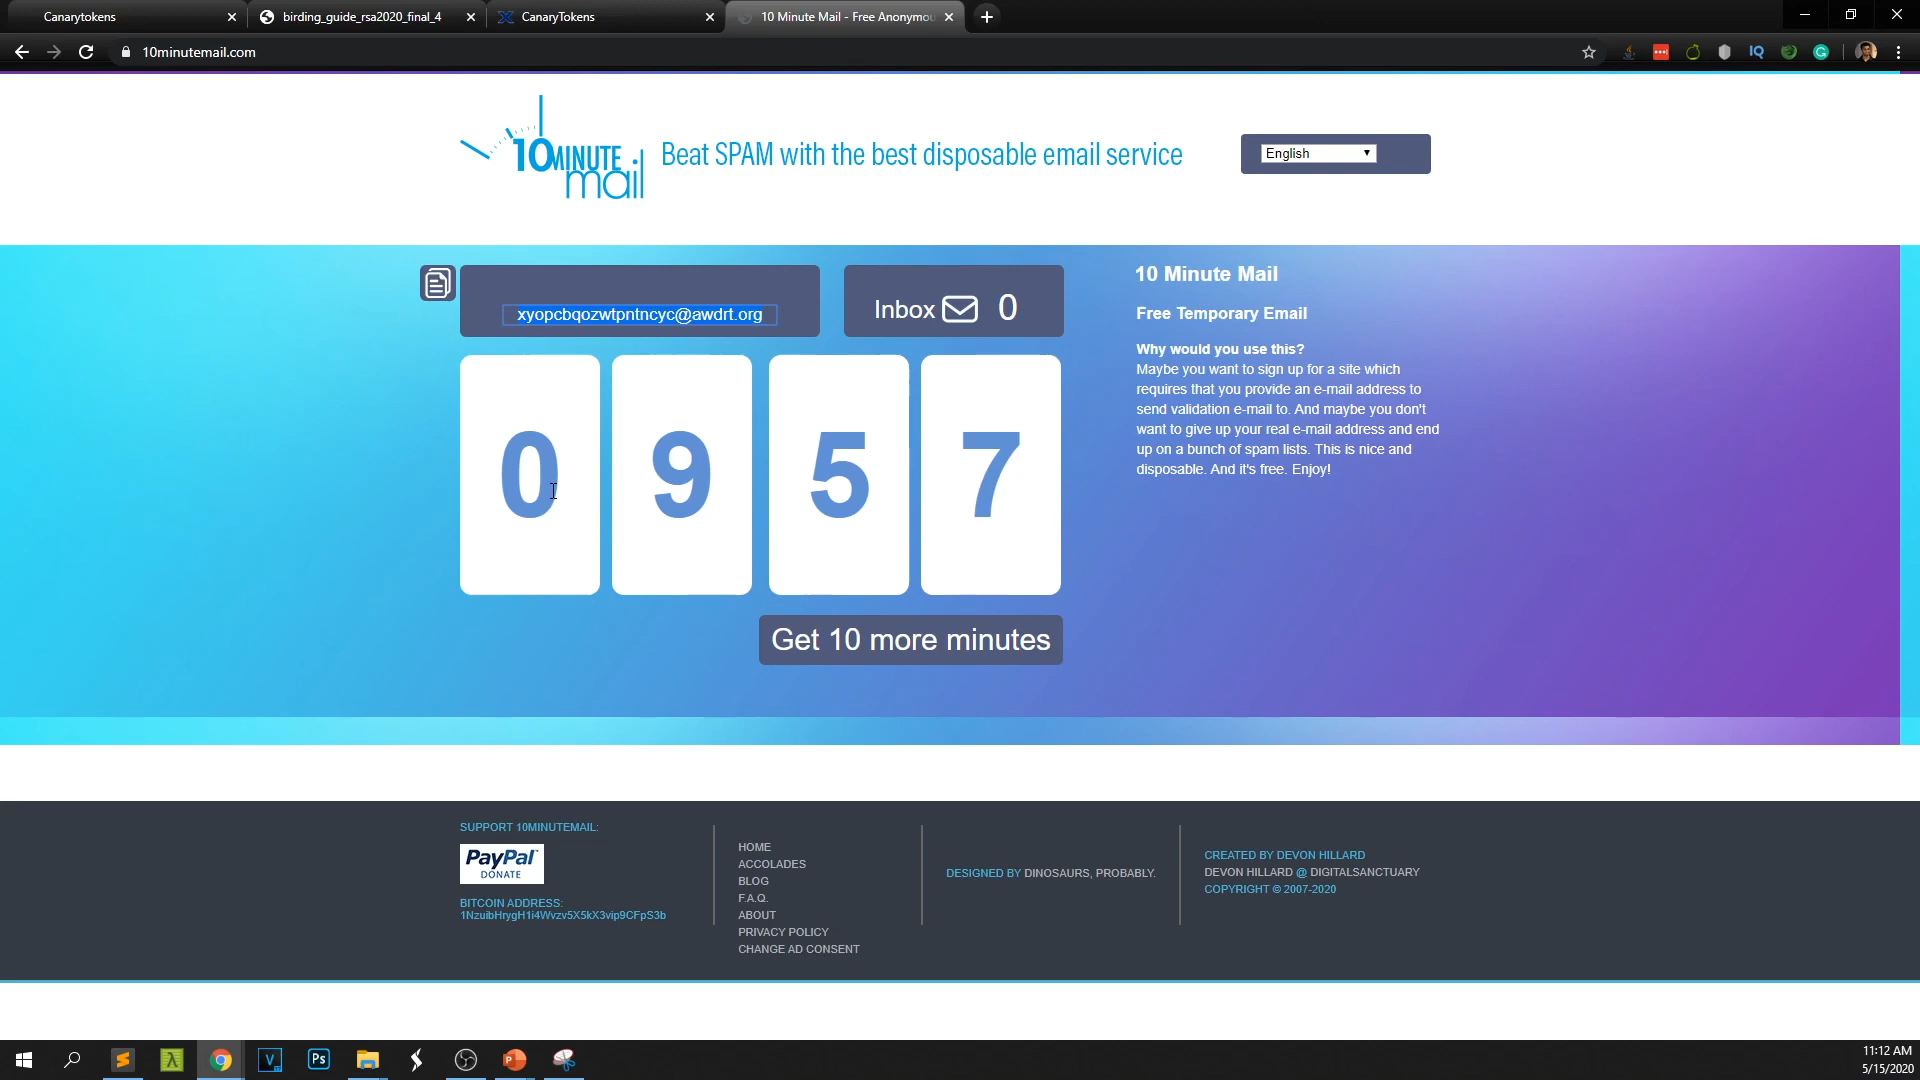 Canarytokens
birding_guide_rsa2020_final_4
CanaryTokens
10 Minute Mail - Free Anonymou
10minutemail.com
IQ
10MINUTE
mail
Beat SPAM with the best disposable email service
English
xyopcbqozwtpntncyc@awdrt.org
Inbox 0
0 9 5 7
Get 10 more minutes
10 Minute Mail
Free Temporary Email
Why would you use this?
Maybe you want to sign up for a site which
requires that you provide an e-mail address to
send validation e-mail to. And maybe you don't
want to give up your real e-mail address and end
up on a bunch of spam lists. This is nice and
disposable. And it's free. Enjoy!
SUPPORT 10MINUTEMAIL:
PayPal
DONATE
BITCOIN ADDRESS:
1NzuibHrygH1i4Wvzv5X5kX3vip9CFpS3b
HOME
ACCOLADES
BLOG
F.A.Q.
ABOUT
PRIVACY POLICY
CHANGE AD CONSENT
DESIGNED BY DINOSAURS, PROBABLY.
CREATED BY DEVON HILLARD
DEVON HILLARD @ DIGITALSANCTUARY
COPYRIGHT © 2007-2020
Ps
11:12 AM
5/15/2020